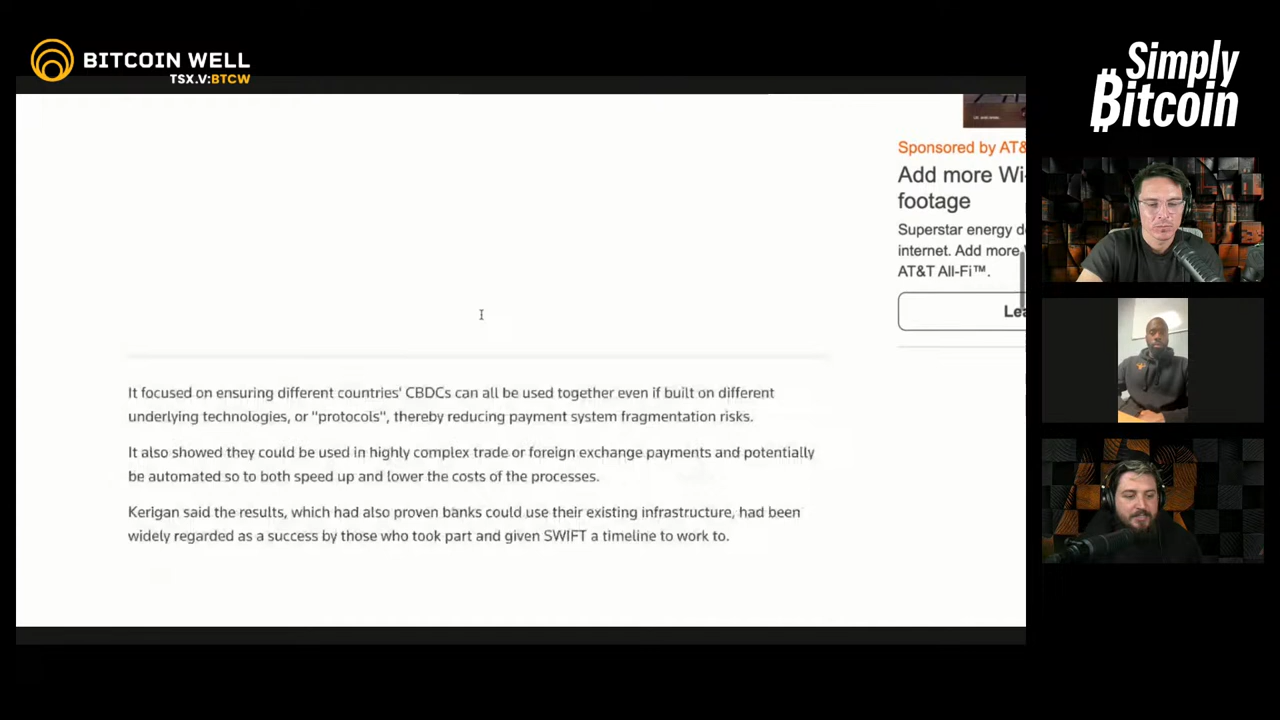 BITCOIN WELL
TSX.V:BTCW
Simply
Bitcoin
Sponsored by AT&
Add more Wi-
footage
Superstar energy de
internet. Add more
AT&T All-Fi™.
Lea
It focused on ensuring different countries' CBDCs can all be used together even if built on different
underlying technologies, or "protocols", thereby reducing payment system fragmentation risks.
It also showed they could be used in highly complex trade or foreign exchange payments and potentially
be automated so to both speed up and lower the costs of the processes.
Kerigan said the results, which had also proven banks could use their existing infrastructure, had been
widely regarded as a success by those who took part and given SWIFT a timeline to work to.